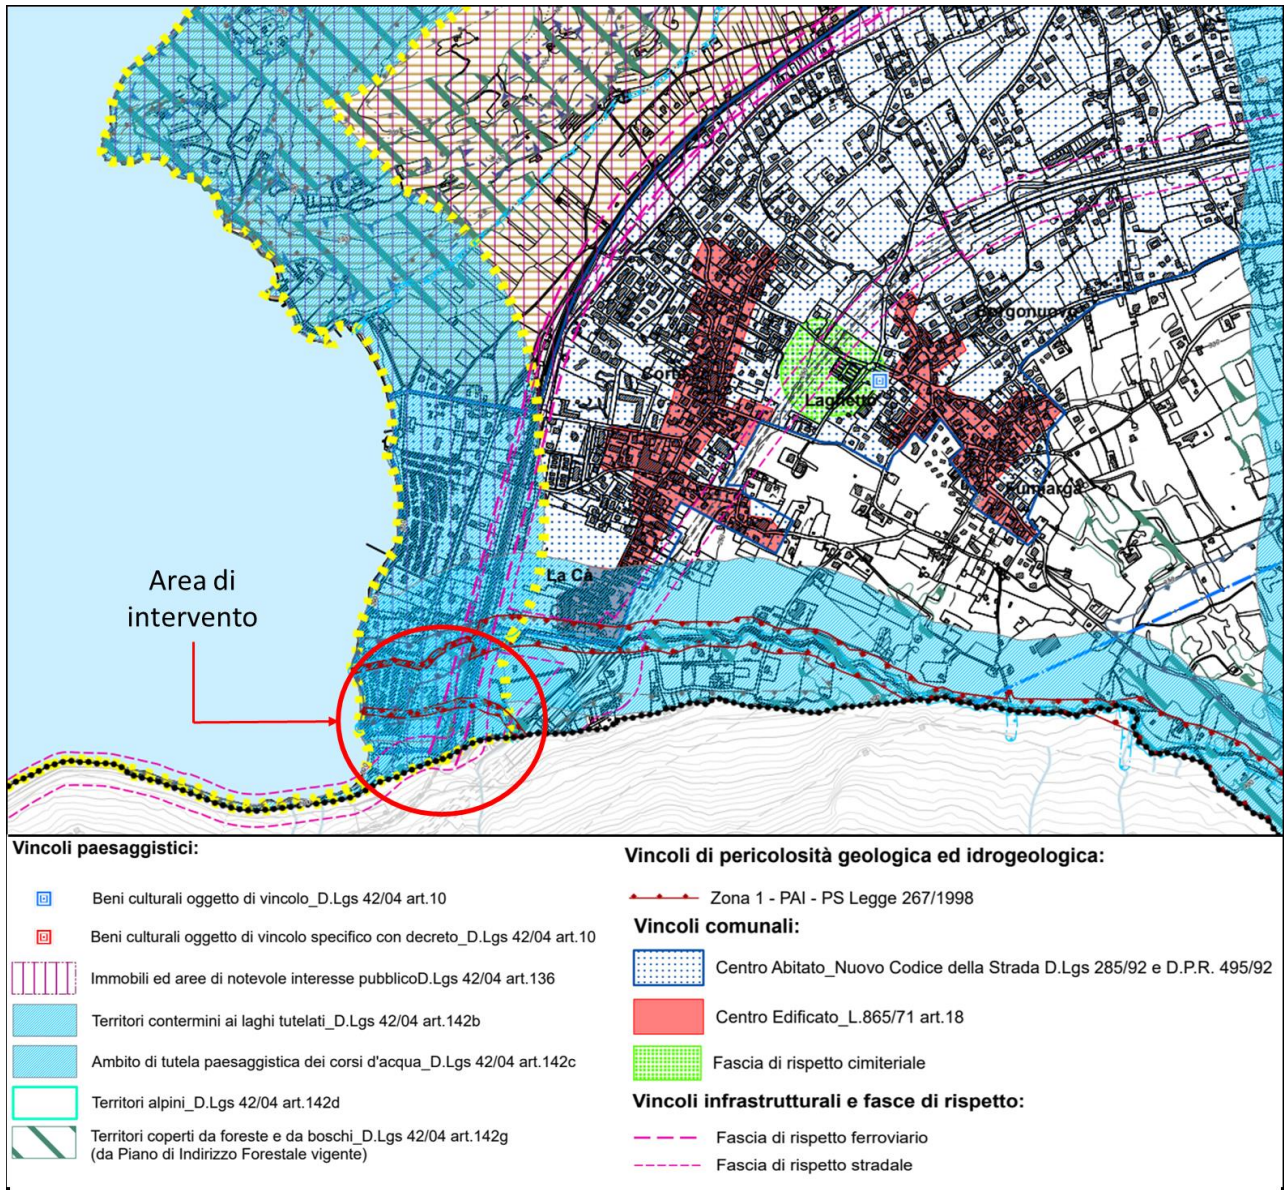 Borgonuovo
Corte
Laghetto
Fumiarga
La Cà
Area di
intervento
Vincoli paesaggistici:
Beni culturali oggetto di vincolo_D.Lgs 42/04 art.10
Beni culturali oggetto di vincolo specifico con decreto_D.Lgs 42/04 art.10
Immobili ed aree di notevole interesse pubblicoD.Lgs 42/04 art.136
Territori contermini ai laghi tutelati_D.Lgs 42/04 art.142b
Ambito di tutela paesaggistica dei corsi d'acqua_D.Lgs 42/04 art.142c
Territori alpini_D.Lgs 42/04 art.142d
Territori coperti da foreste e da boschi_D.Lgs 42/04 art.142g
(da Piano di Indirizzo Forestale vigente)
Vincoli di pericolosità geologica ed idrogeologica:
Zona 1 - PAI - PS Legge 267/1998
Vincoli comunali:
Centro Abitato_Nuovo Codice della Strada D.Lgs 285/92 e D.P.R. 495/92
Centro Edificato_L.865/71 art.18
Fascia di rispetto cimiteriale
Vincoli infrastrutturali e fasce di rispetto:
Fascia di rispetto ferroviario
Fascia di rispetto stradale